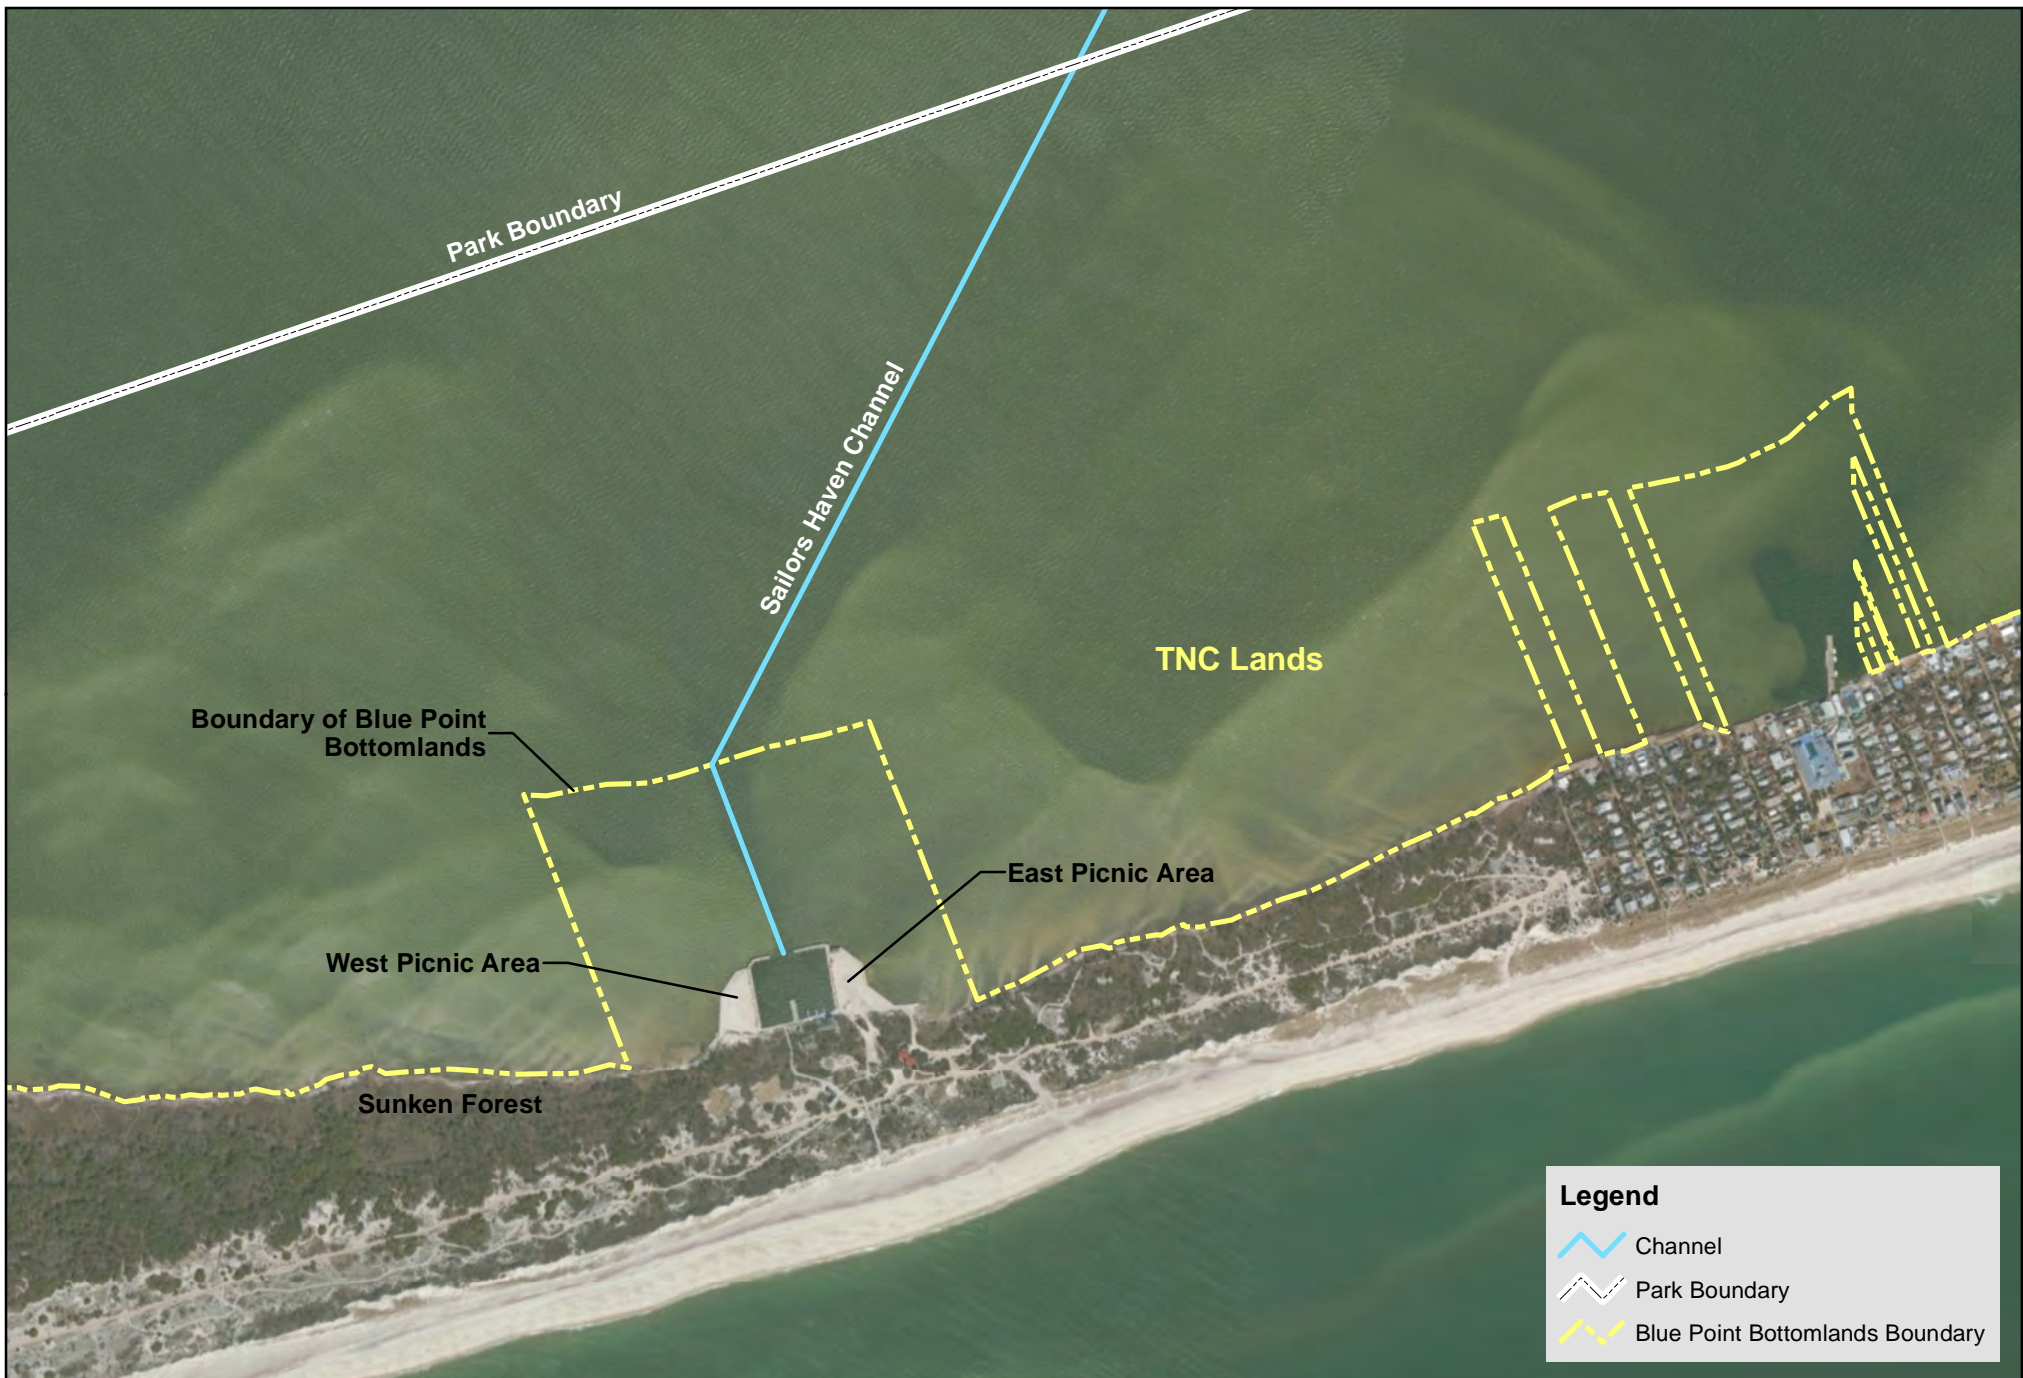 Park Boundary
Sailors Haven Channel
TNC Lands
Boundary of Blue Point
Bottomlands
East Picnic Area
West Picnic Area
Sunken Forest
Legend
Channel
Park Boundary
Blue Point Bottomlands Boundary